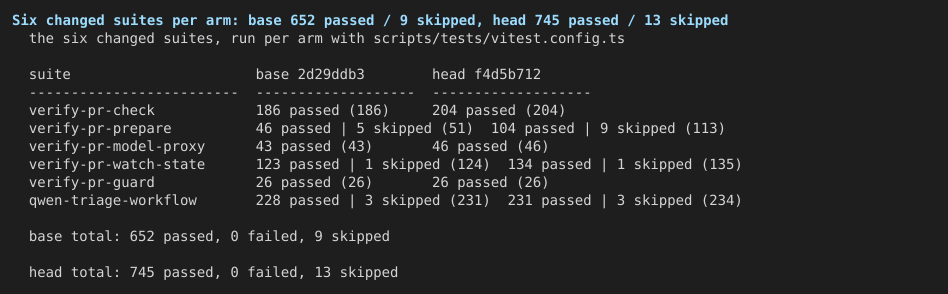 Six changed suites per arm: base 652 passed / 9 skipped, head 745 passed / 13 skipped
the six changed suites, run per arm with scripts/tests/vitest.config.ts
suite base 2d29ddb3 head f4d5b712
------------------------- ------------------- -------------------
verify-pr-check 186 passed (186) 204 passed (204)
verify-pr-prepare 46 passed | 5 skipped (51) 104 passed | 9 skipped (113)
verify-pr-model-proxy 43 passed (43) 46 passed (46)
verify-pr-watch-state 123 passed | 1 skipped (124) 134 passed | 1 skipped (135)
verify-pr-guard 26 passed (26) 26 passed (26)
qwen-triage-workflow 228 passed | 3 skipped (231) 231 passed | 3 skipped (234)
base total: 652 passed, 0 failed, 9 skipped
head total: 745 passed, 0 failed, 13 skipped